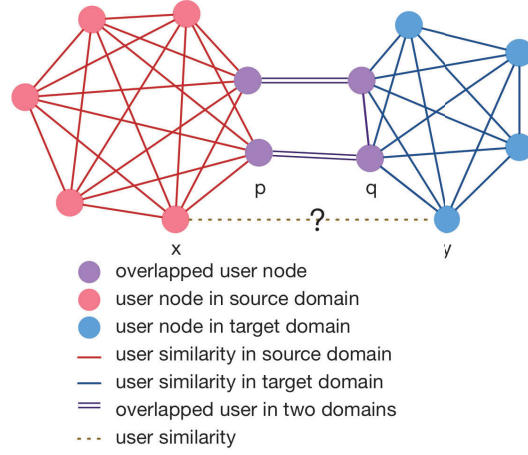 p
q
?
x
y
overlapped user node
user node in source domain
user node in target domain
user similarity in source domain
user similarity in target domain
overlapped user in two domains
user similarity